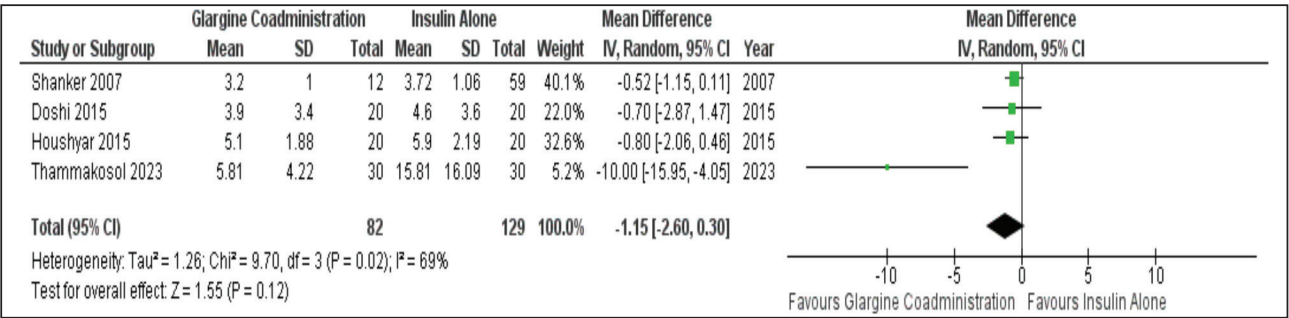 Glargine Coadministration Insulin Alone Mean Difference Mean Difference
Study or Subgroup Mean SD Total Mean SD Total Weight IV, Random, 95% CI Year IV, Random, 95% CI
Shanker 2007 3.2 1 12 3.72 1.06 59 40.1% -0.52 [-1.15, 0.11] 2007
Doshi 2015 3.9 3.4 20 4.6 3.6 20 22.0% -0.70 [-2.87, 1.47] 2015
Houshyar 2015 5.1 1.88 20 5.9 2.19 20 32.6% -0.80 [-2.06, 0.46] 2015
Thammakosol 2023 5.81 4.22 30 15.81 16.09 30 5.2% -10.00 [-15.95, -4.05] 2023
Total (95% CI) 82 129 100.0% -1.15 [-2.60, 0.30]
Heterogeneity: Tau² = 1.26; Chi² = 9.70, df = 3 (P = 0.02); I² = 69%
Test for overall effect: Z = 1.55 (P = 0.12)
-10 -5 0 5 10
Favours Glargine Coadministration Favours Insulin Alone